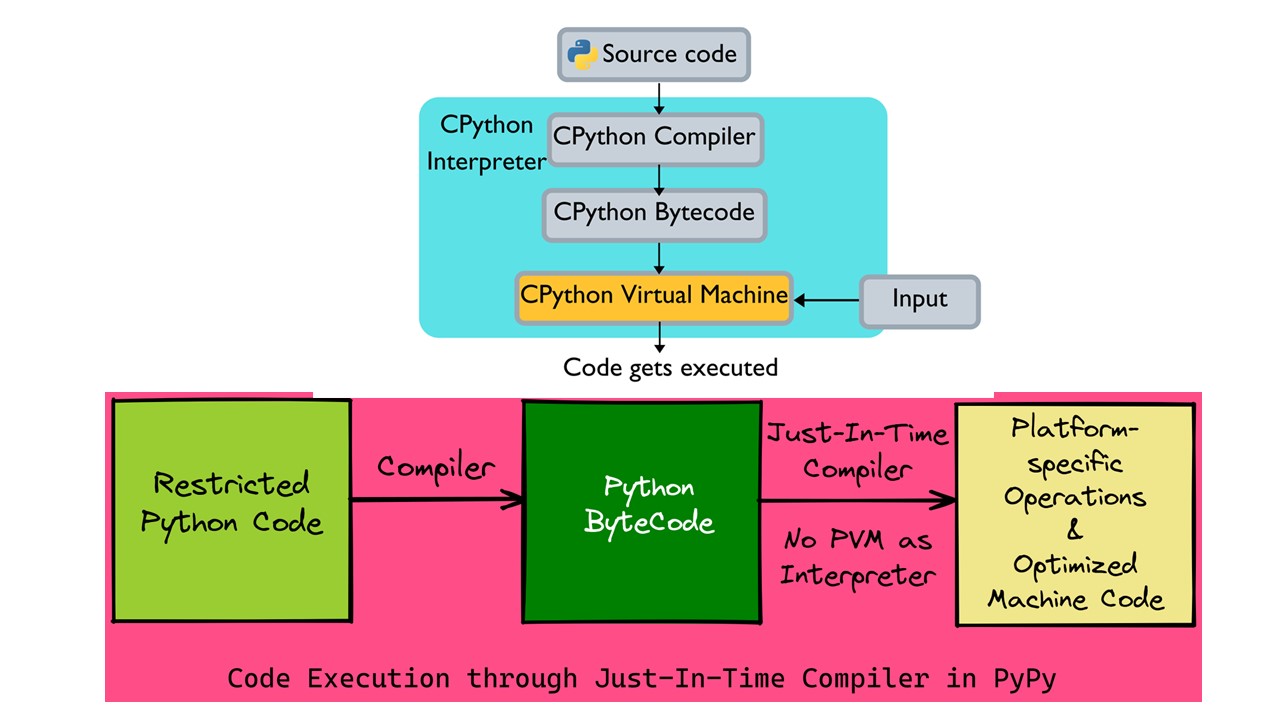 Source code
CPython
Interpreter
CPython Compiler
CPython Bytecode
CPython Virtual Machine
Input
Code gets executed
Restricted
Python Code
Compiler
Python
ByteCode
Just-In-Time
Compiler
No PVM as
Interpreter
Platform-
specific
Operations
&
Optimized
Machine Code
Code Execution through Just-In-Time Compiler in PyPy